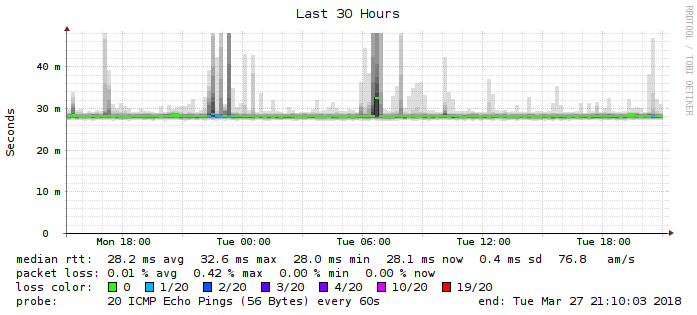 Last 30 Hours
RRDTOOL / TOBI OETIKER
Seconds
40 m
30 m
20 m
10 m
0
Mon 18:00 Tue 00:00 Tue 06:00 Tue 12:00 Tue 18:00
median rtt: 28.2 ms avg 32.6 ms max 28.0 ms min 28.1 ms now 0.4 ms sd 76.8 am/s
packet loss: 0.01 % avg 0.42 % max 0.00 % min 0.00 % now
loss color: 0 1/20 2/20 3/20 4/20 10/20 19/20
probe: 20 ICMP Echo Pings (56 Bytes) every 60s end: Tue Mar 27 21:10:03 2018